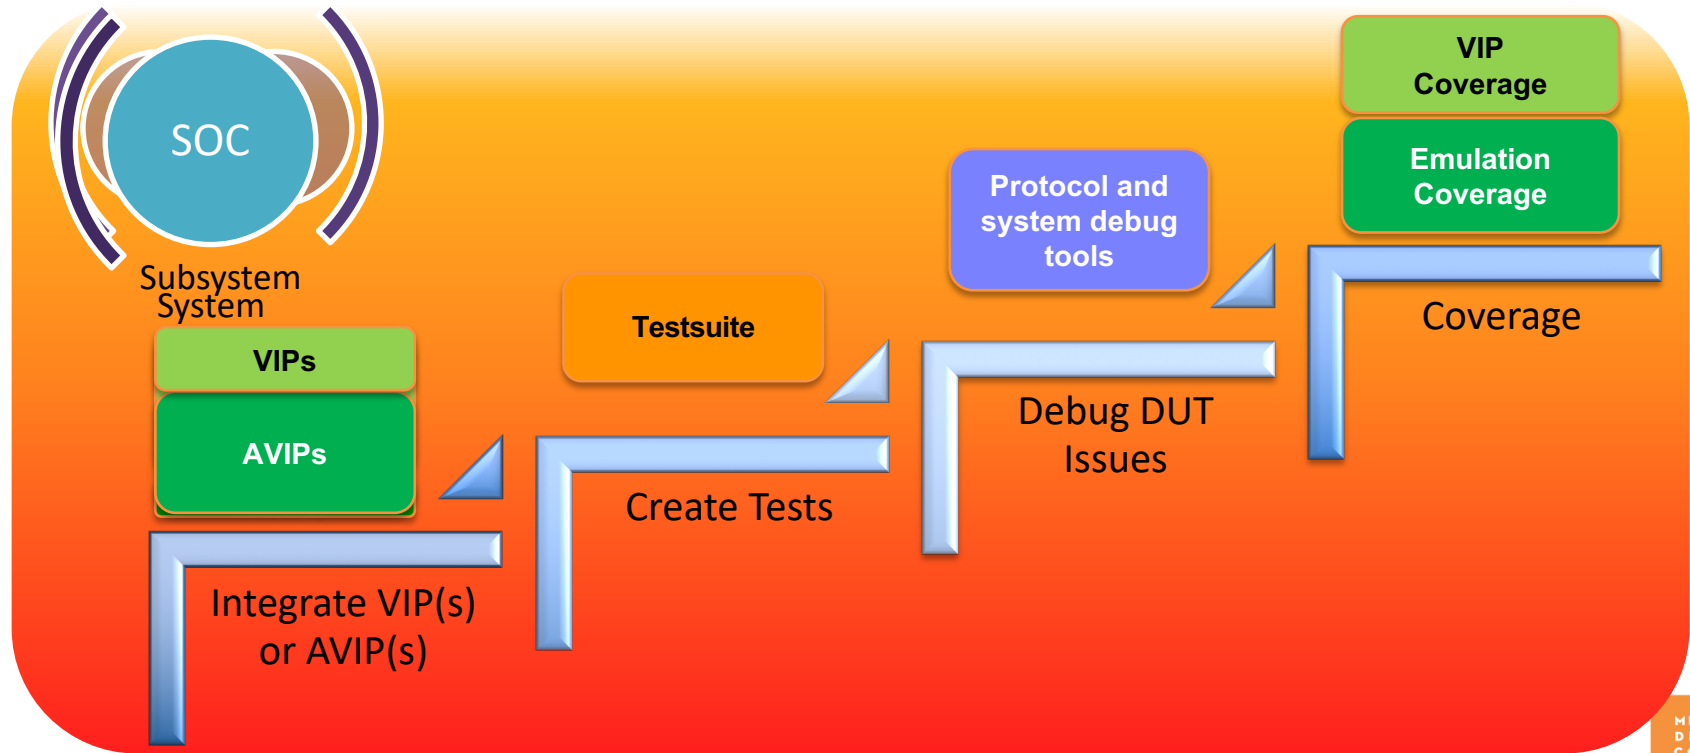 SOC
Subsystem
System
VIPs
AVIPs
Integrate VIP(s)
or AVIP(s)
Testsuite
Create Tests
Protocol and
system debug
tools
Debug DUT
Issues
VIP
Coverage
Emulation
Coverage
Coverage